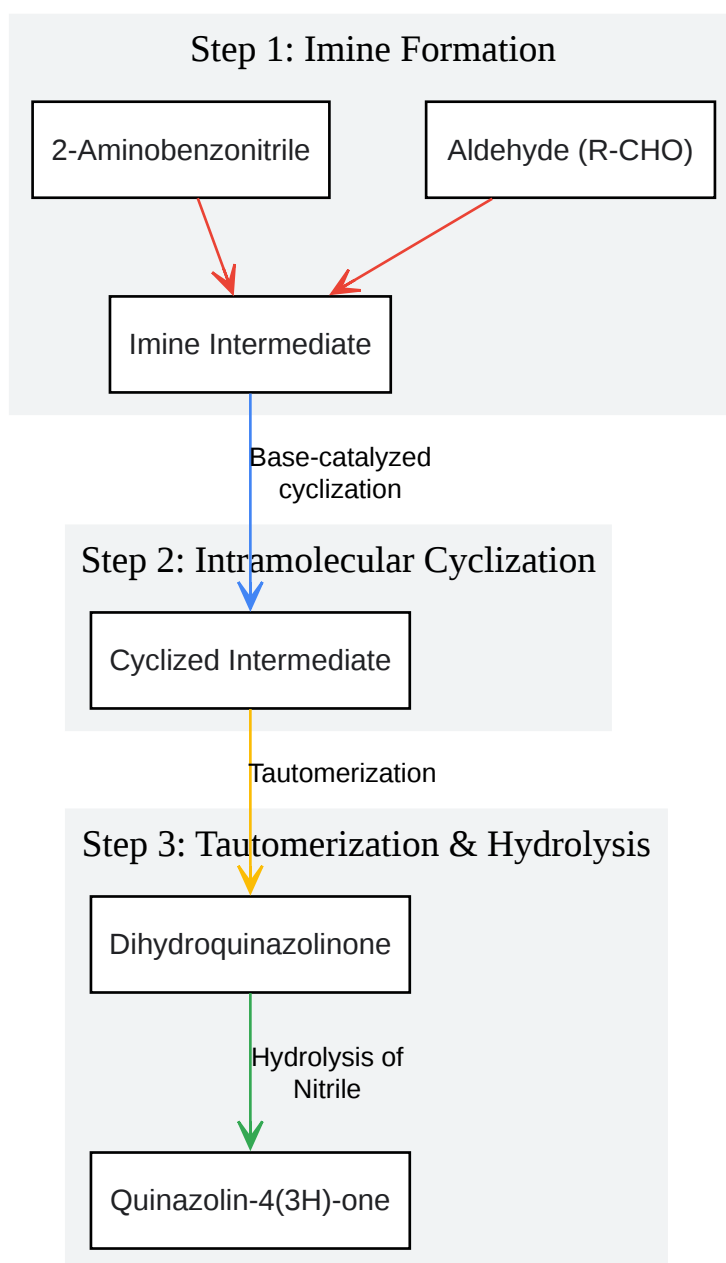 Step 1: Imine Formation
2-Aminobenzonitrile
Aldehyde (R-CHO)
Imine Intermediate
Base-catalyzed
cyclization
Step 2: Intramolecular Cyclization
Cyclized Intermediate
Tautomerization
Step 3: Tautomerization & Hydrolysis
Dihydroquinazolinone
Hydrolysis of
Nitrile
Quinazolin-4(3H)-one